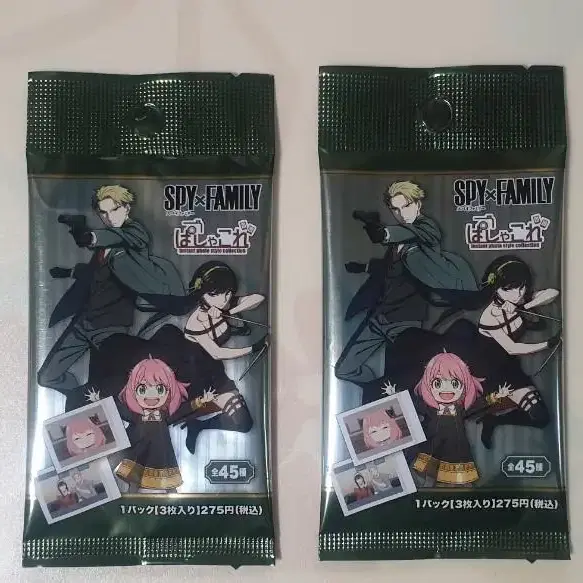 SPY×FAMILY
ぱしゃこれ
instant photo style collection
全45種
1パック【3枚入り】275円(税込)
SPY×FAMILY
ぱしゃこれ
instant photo style collection
全45種
1パック【3枚入り】275円(税込)